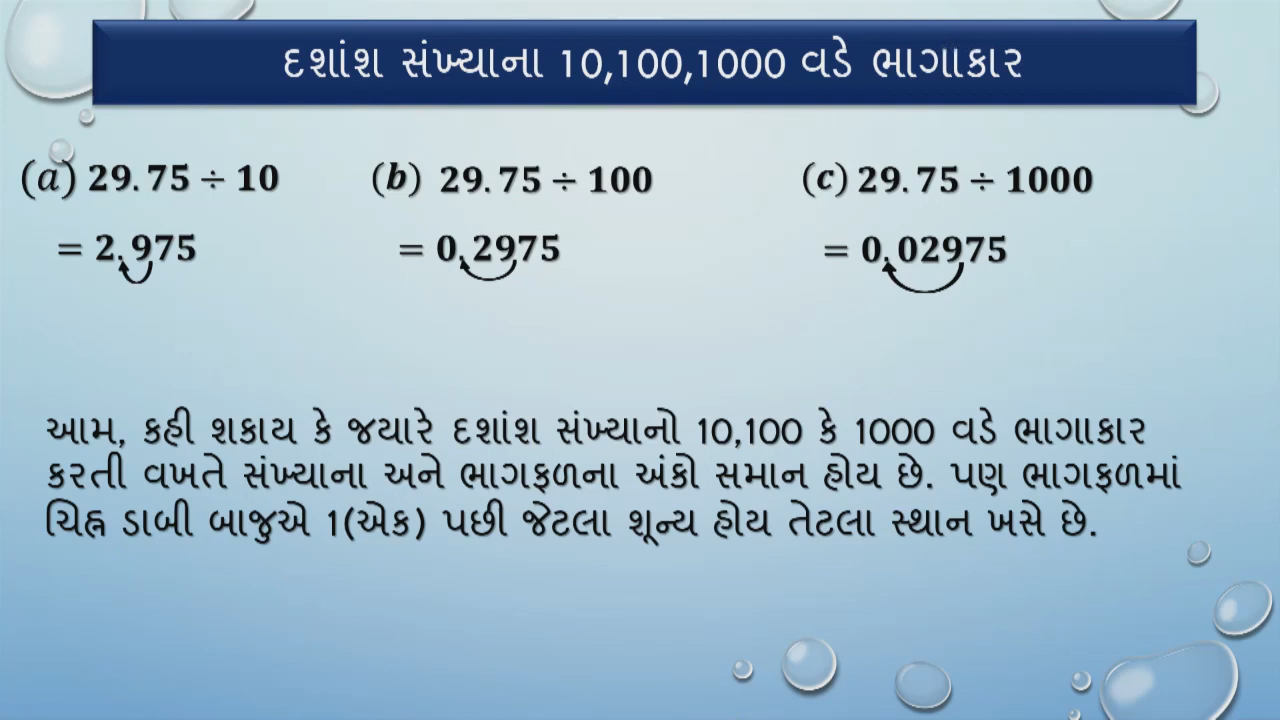 દશાંશ સંખ્યાના 10,100,1000 વડે ભાગાકાર
(a) 29.75 ÷ 10 (b) 29.75 ÷ 100 (c) 29.75 ÷ 1000
= 2.975 = 0.2975 = 0.02975
આમ, કહી શકાય કે જયારે દશાંશ સંખ્યાનો 10,100 કે 1000 વડે ભાગાકાર
કરતી વખતે સંખ્યાના અને ભાગફળના અંકો સમાન હોય છે. પણ ભાગફળમાં
ચિહ્ન ડાબી બાજુએ 1(એક) પછી જેટલા શૂન્ય હોય તેટલા સ્થાન ખસે છે.